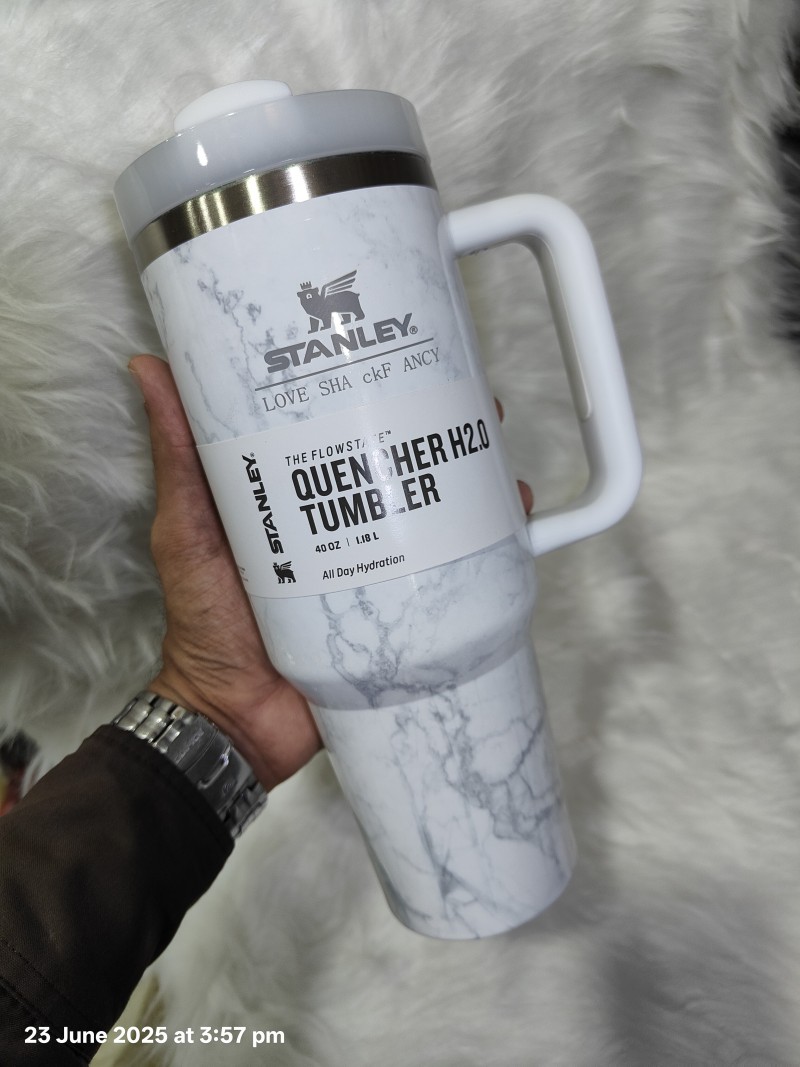 STANLEY®
LOVE SHA ckF ANCY
THE FLOWSTATE™
QUENCHER H2.0
TUMBLER
40 OZ | 1.18 L
All Day Hydration
STANLEY®
23 June 2025 at 3:57 pm